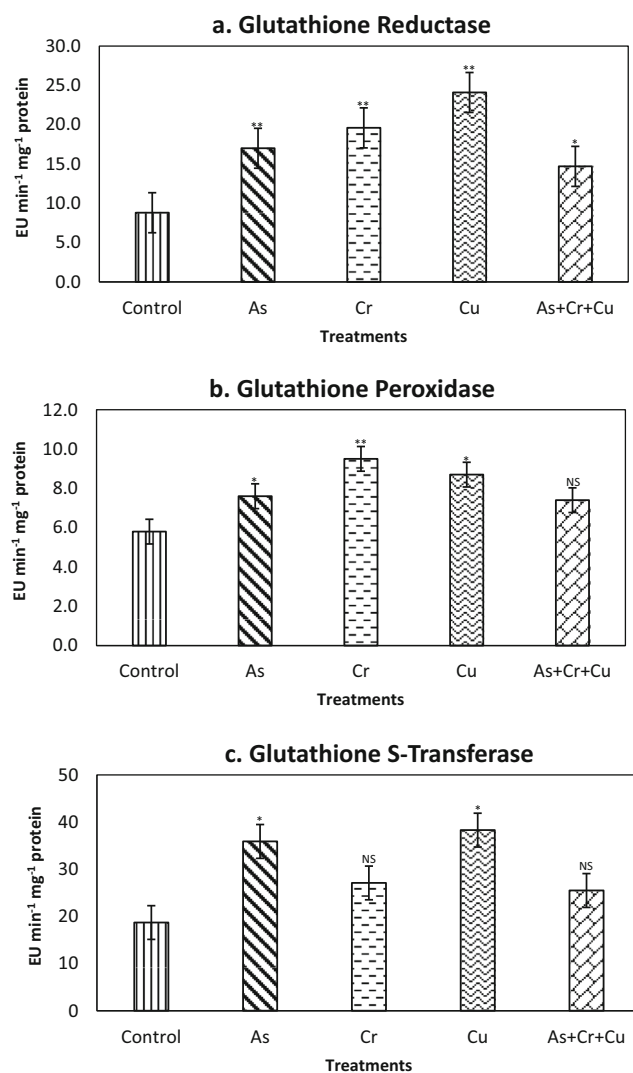 a. Glutathione Reductase
30.0
25.0
20.0
15.0
10.0
5.0
0.0
EU min⁻¹ mg⁻¹ protein
** ** ** *
Control As Cr Cu As+Cr+Cu
Treatments
b. Glutathione Peroxidase
12.0
10.0
8.0
6.0
4.0
2.0
0.0
EU min⁻¹ mg⁻¹ protein
* ** * NS
Control As Cr Cu As+Cr+Cu
Treatments
c. Glutathione S-Transferase
50
40
30
20
10
0
EU min⁻¹ mg⁻¹ protein
* NS * NS
Control As Cr Cu As+Cr+Cu
Treatments